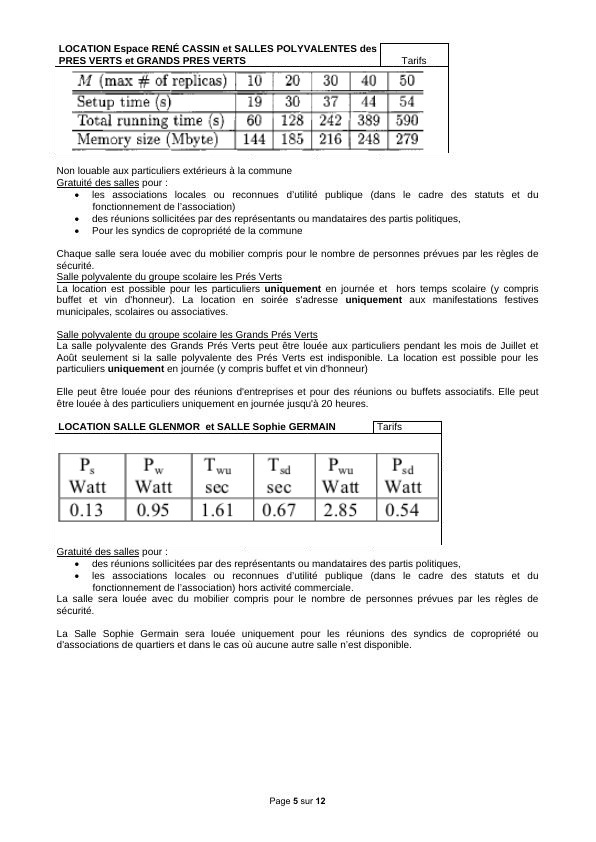 LOCATION Espace RENÉ CASSIN et SALLES POLYVALENTES des
PRES VERTS et GRANDS PRES VERTS Tarifs
M (max # of replicas) 10 20 30 40 50
Setup time (s) 19 30 37 44 54
Total running time (s) 60 128 242 389 590
Memory size (Mbyte) 144 185 216 248 279
Non louable aux particuliers extérieurs à la commune
Gratuité des salles pour :
• les associations locales ou reconnues d'utilité publique (dans le cadre des statuts et du
fonctionnement de l'association)
• des réunions sollicitées par des représentants ou mandataires des partis politiques,
• Pour les syndics de copropriété de la commune
Chaque salle sera louée avec du mobilier compris pour le nombre de personnes prévues par les règles de
sécurité.
Salle polyvalente du groupe scolaire les Prés Verts
La location est possible pour les particuliers uniquement en journée et hors temps scolaire (y compris
buffet et vin d'honneur). La location en soirée s'adresse uniquement aux manifestations festives
municipales, scolaires ou associatives.
Salle polyvalente du groupe scolaire les Grands Prés Verts
La salle polyvalente des Grands Prés Verts peut être louée aux particuliers pendant les mois de Juillet et
Août seulement si la salle polyvalente des Prés Verts est indisponible. La location est possible pour les
particuliers uniquement en journée (y compris buffet et vin d'honneur)
Elle peut être louée pour des réunions d'entreprises et pour des réunions ou buffets associatifs. Elle peut
être louée à des particuliers uniquement en journée jusqu'à 20 heures.
LOCATION SALLE GLENMOR et SALLE Sophie GERMAIN Tarifs
Ps Pw Twu Tsd Pwu Psd
Watt Watt sec sec Watt Watt
0.13 0.95 1.61 0.67 2.85 0.54
Gratuité des salles pour :
• des réunions sollicitées par des représentants ou mandataires des partis politiques,
• les associations locales ou reconnues d'utilité publique (dans le cadre des statuts et du
fonctionnement de l'association) hors activité commerciale.
La salle sera louée avec du mobilier compris pour le nombre de personnes prévues par les règles de
sécurité.
La Salle Sophie Germain sera louée uniquement pour les réunions des syndics de copropriété ou
d'associations de quartiers et dans le cas où aucune autre salle n'est disponible.
Page 5 sur 12